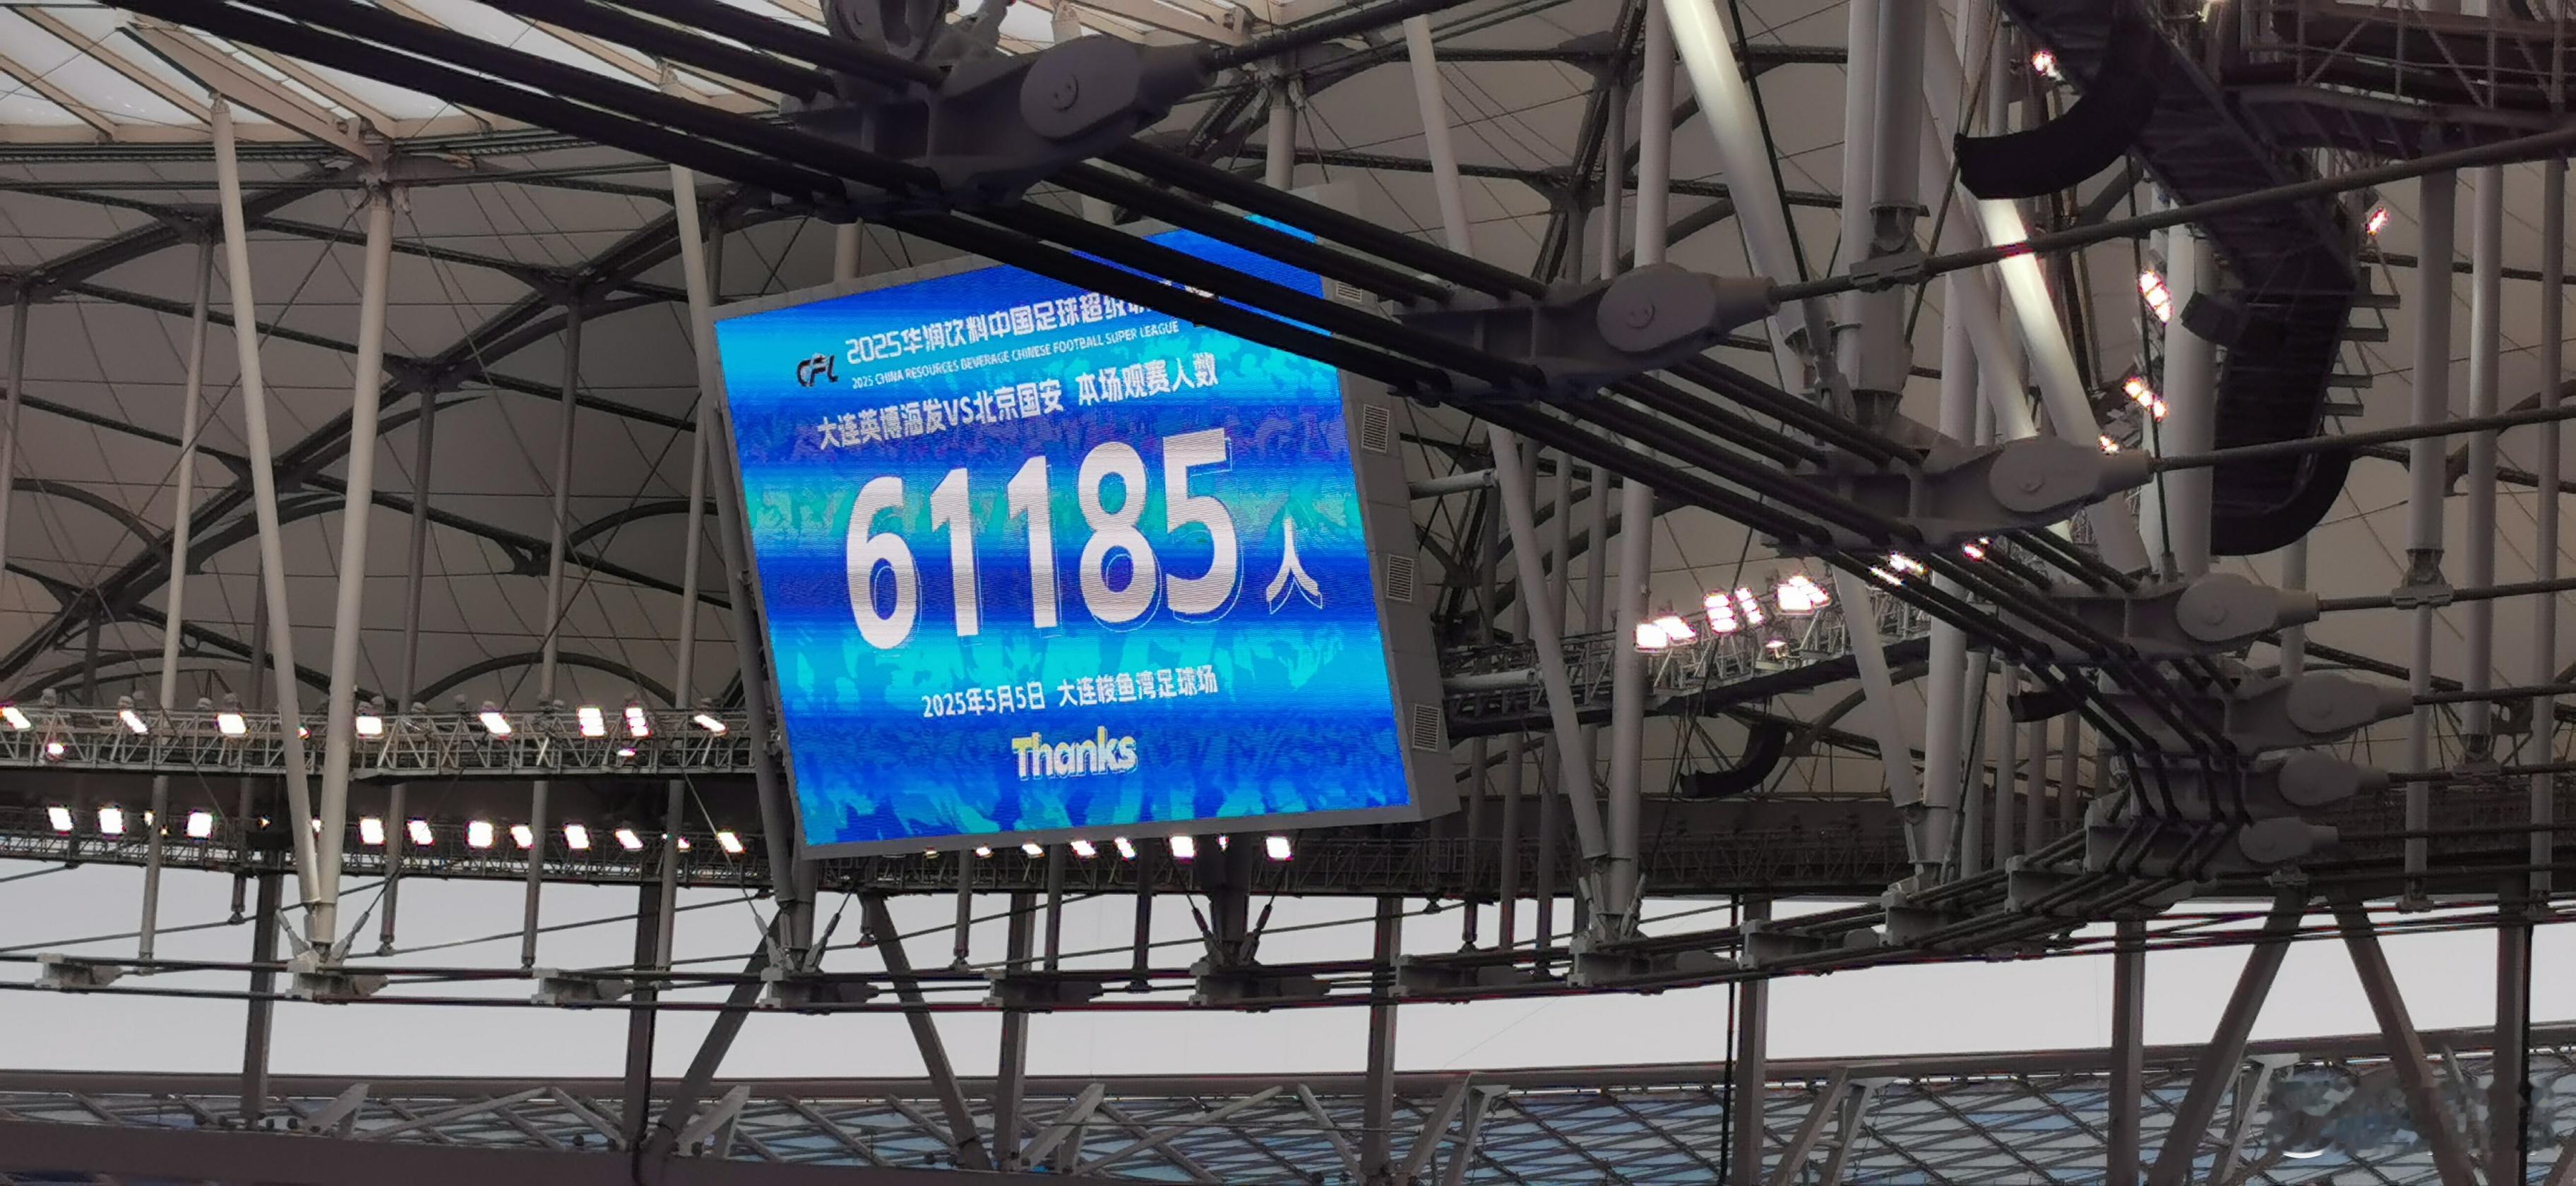 CFL
2025华润饮料中国足球超级
2025 CHINA RESOURCES BEVERAGE CHINESE FOOTBALL SUPER LEAGUE
大连英博海发VS北京国安 本场观赛人数
61185人
2025年5月5日 大连梭鱼湾足球场
Thanks